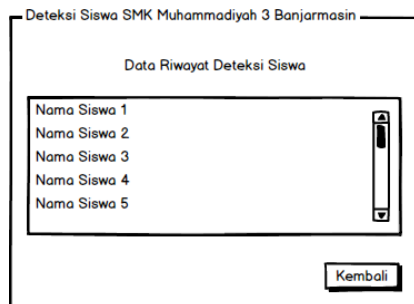 Deteksi Siswa SMK Muhammadiyah 3 Banjarmasin
Data Riwayat Deteksi Siswa
Nama Siswa 1
Nama Siswa 2
Nama Siswa 3
Nama Siswa 4
Nama Siswa 5
Kembali